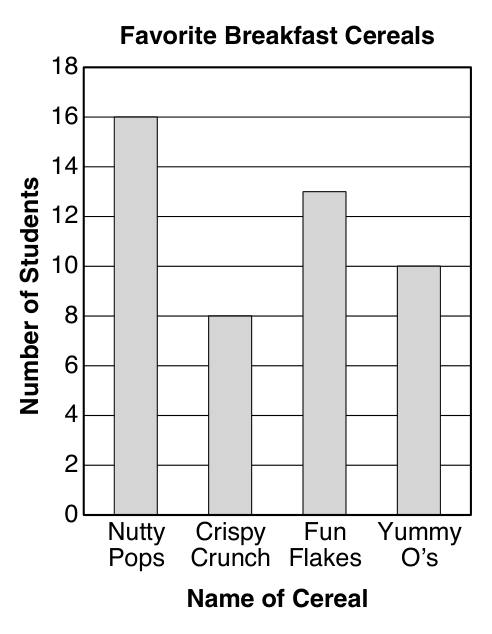 Favorite Breakfast Cereals
18
16
14
12
10
8
6
4
2
0
Number of Students
Nutty Pops
Crispy Crunch
Fun Flakes
Yummy O's
Name of Cereal